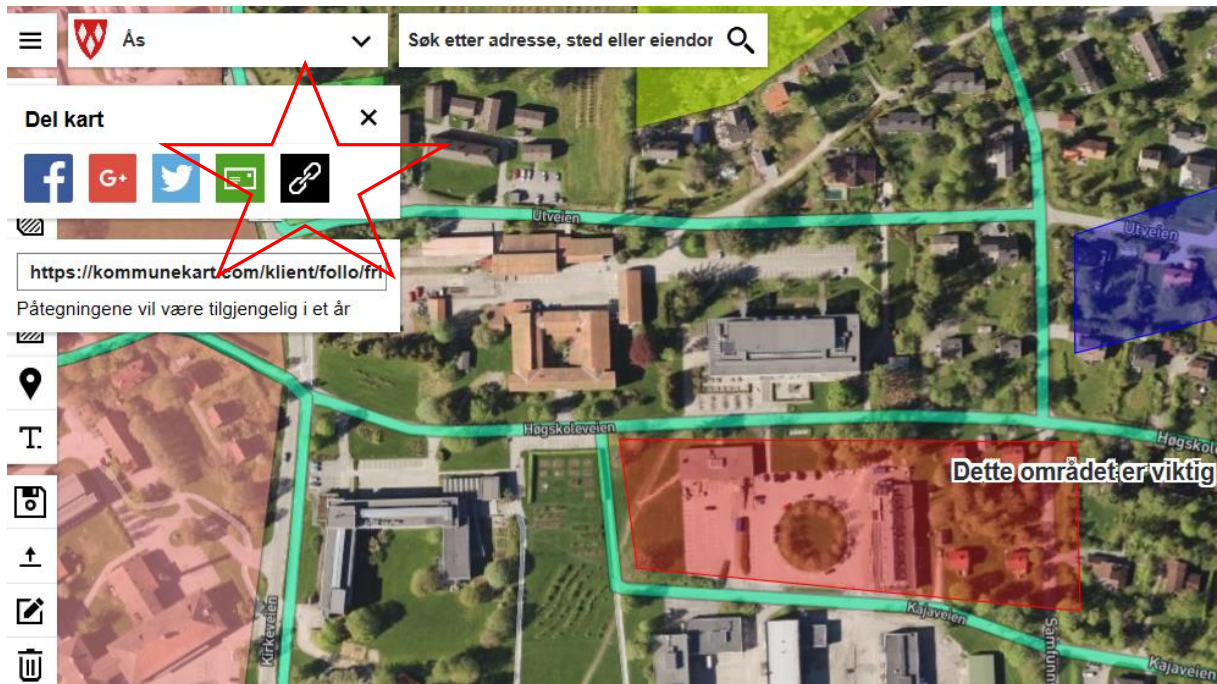 Ås
Søk etter adresse, sted eller eiendor
Del kart
G+
https://kommunekart.com/klient/follo/fri
Påtegningene vil være tilgjengelig i et år
T.
Utveien
Utveien
Høgskoleveien
Høgskol
Dette området er viktig
Kirkeveien
Kajaveien
Samfunn
Kajaveien